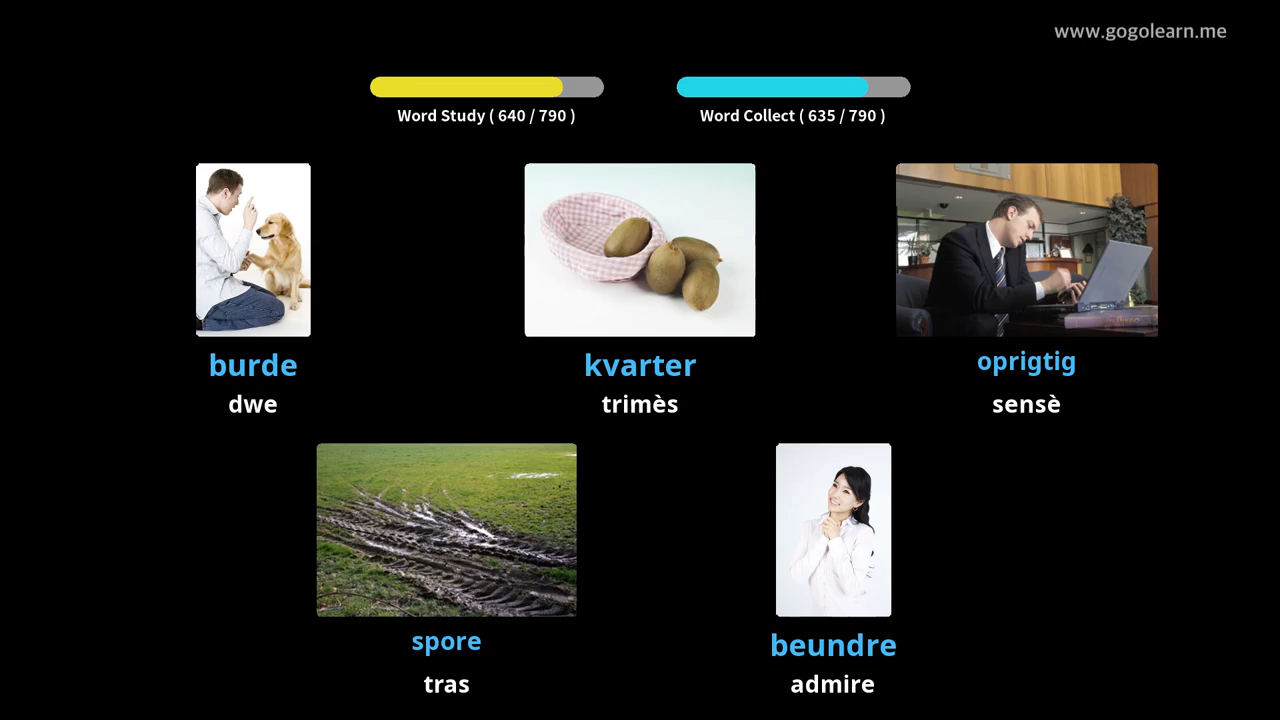 www.gogolearn.me
Word Study ( 640 / 790 )
Word Collect ( 635 / 790 )
burde
dwe
kvarter
trimès
oprigtig
sensè
spore
tras
beundre
admire